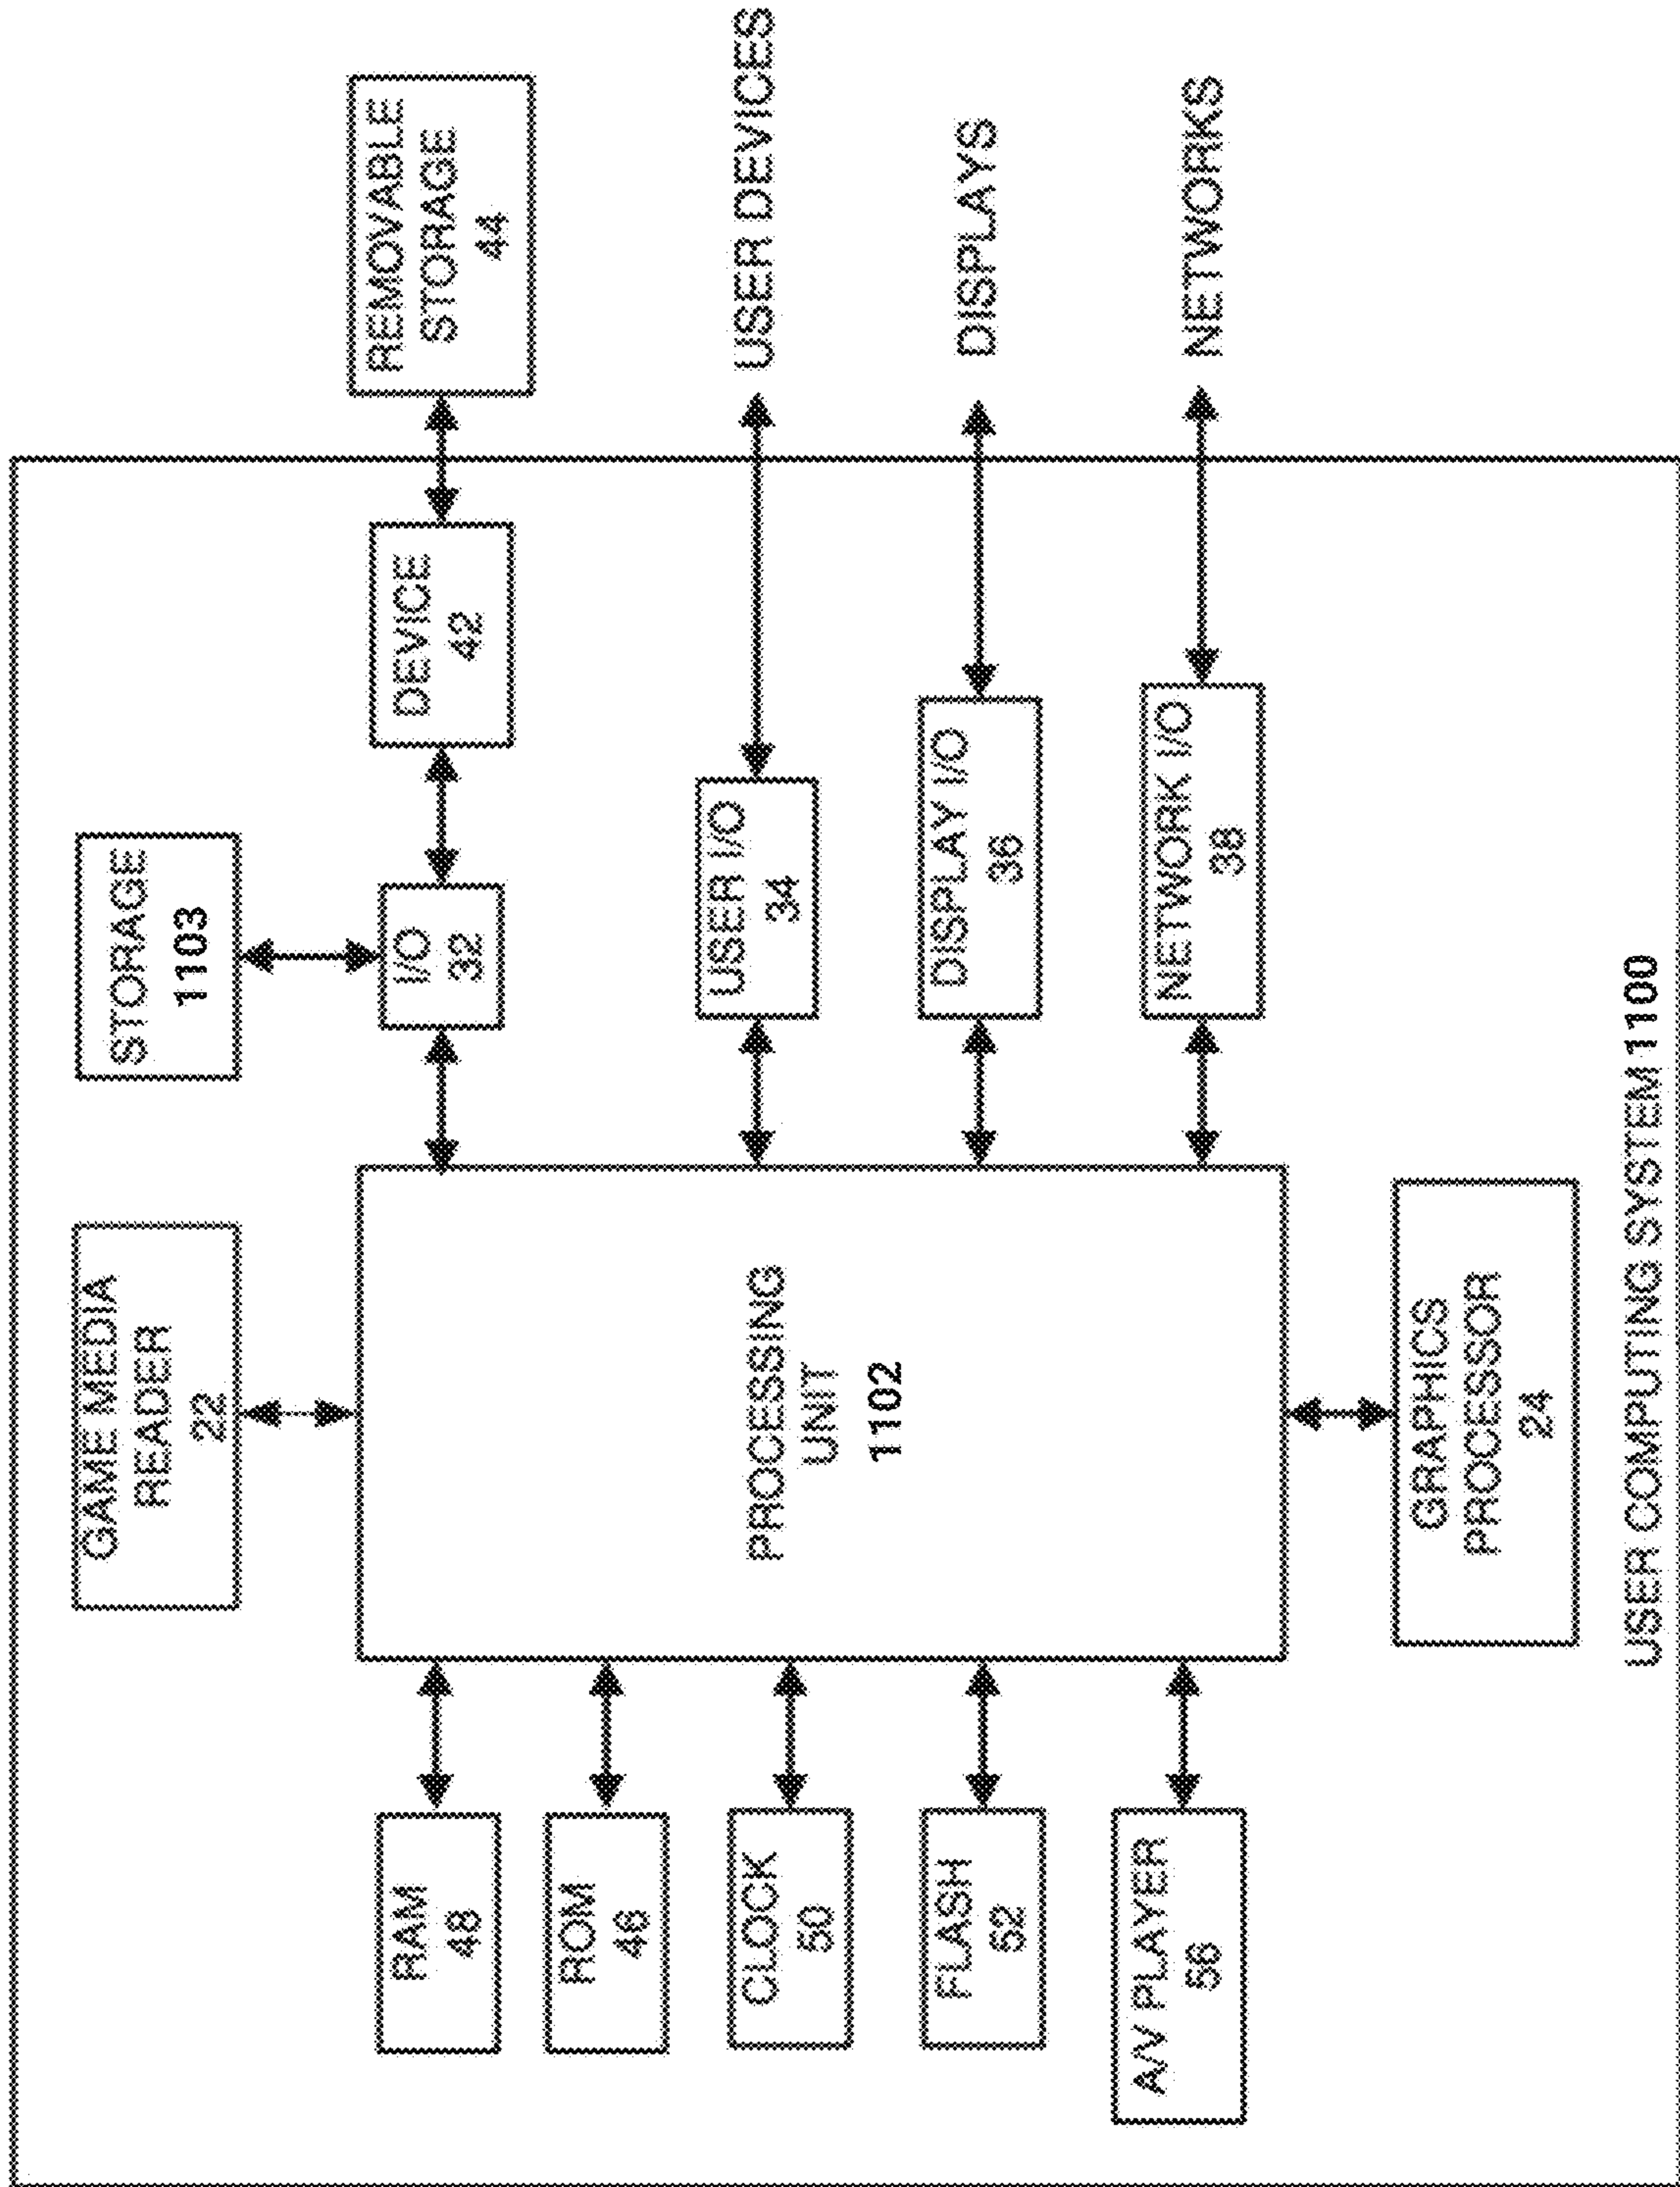 GAME MEDIA
READER
22
STORAGE
1103
RAM
48
ROM
46
CLOCK
50
FLASH
52
A/V PLAYER
56
PROCESSING
UNIT
1102
I/O
32
DEVICE
42
REMOVABLE
STORAGE
44
USER I/O
34
USER DEVICES
DISPLAY I/O
36
DISPLAYS
NETWORK I/O
38
NETWORKS
GRAPHICS
PROCESSOR
24
USER COMPUTING SYSTEM 1100